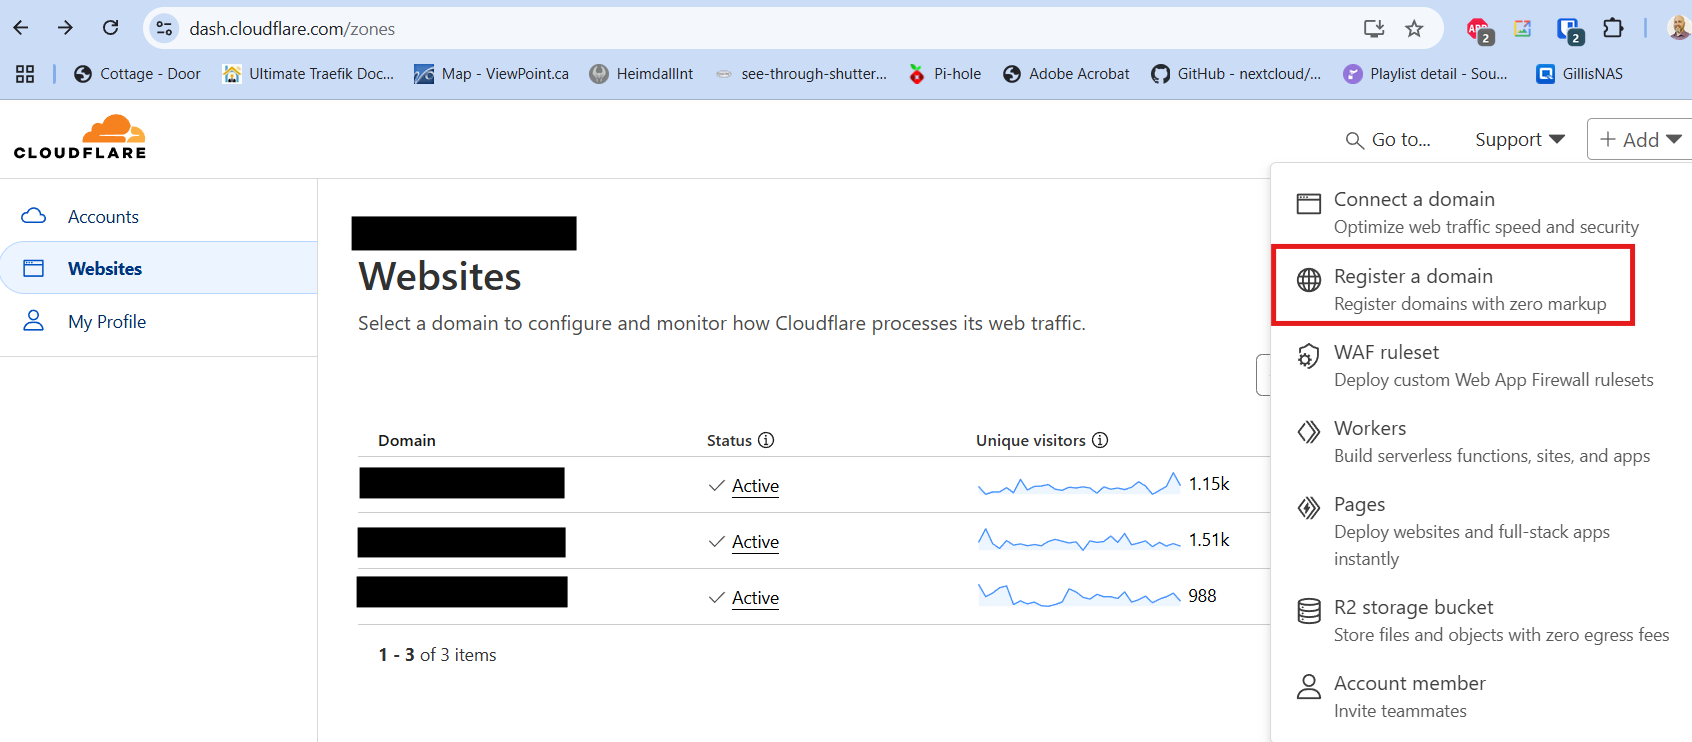 dash.cloudflare.com/zones
2
2
Cottage - Door
Ultimate Traefik Doc...
Map - ViewPoint.ca
HeimdallInt
see-through-shutter...
Pi-hole
Adobe Acrobat
GitHub - nextcloud/...
Playlist detail - Sou...
GillisNAS
CLOUDFLARE
Go to...
Support
Add
Accounts
Websites
My Profile
Websites
Select a domain to configure and monitor how Cloudflare processes its web traffic.
Domain
Status
Unique visitors
Active
1.15k
Active
1.51k
Active
988
1 - 3 of 3 items
Connect a domain
Optimize web traffic speed and security
Register a domain
Register domains with zero markup
WAF ruleset
Deploy custom Web App Firewall rulesets
Workers
Build serverless functions, sites, and apps
Pages
Deploy websites and full-stack apps
instantly
R2 storage bucket
Store files and objects with zero egress fees
Account member
Invite teammates